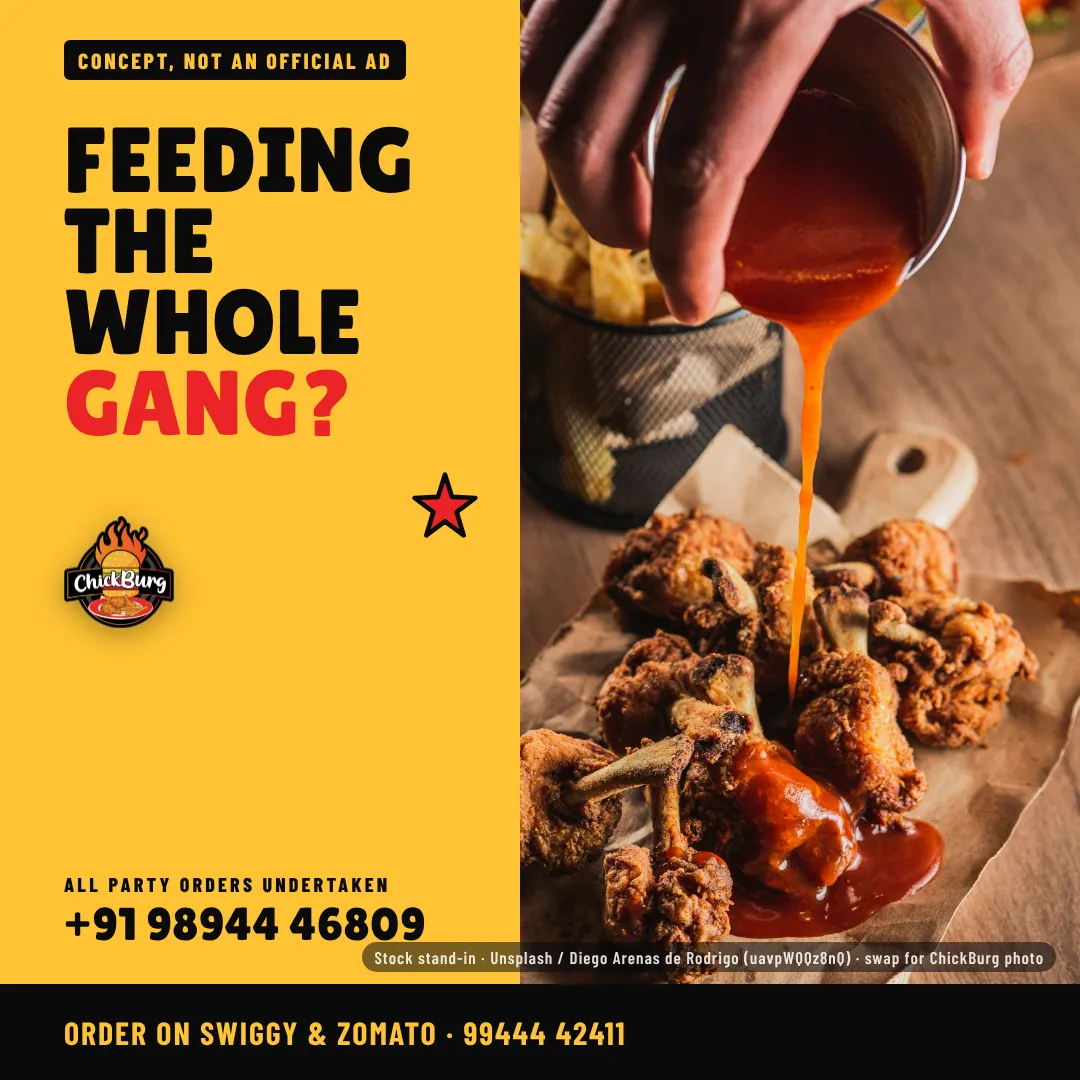 CONCEPT, NOT AN OFFICIAL AD
FEEDING
THE
WHOLE
GANG?
ChickBurg
ALL PARTY ORDERS UNDERTAKEN
+91 98944 46809
Stock stand-in · Unsplash / Diego Arenas de Rodrigo (uavpWQQz8nQ) · swap for ChickBurg photo
ORDER ON SWIGGY & ZOMATO · 99444 42411